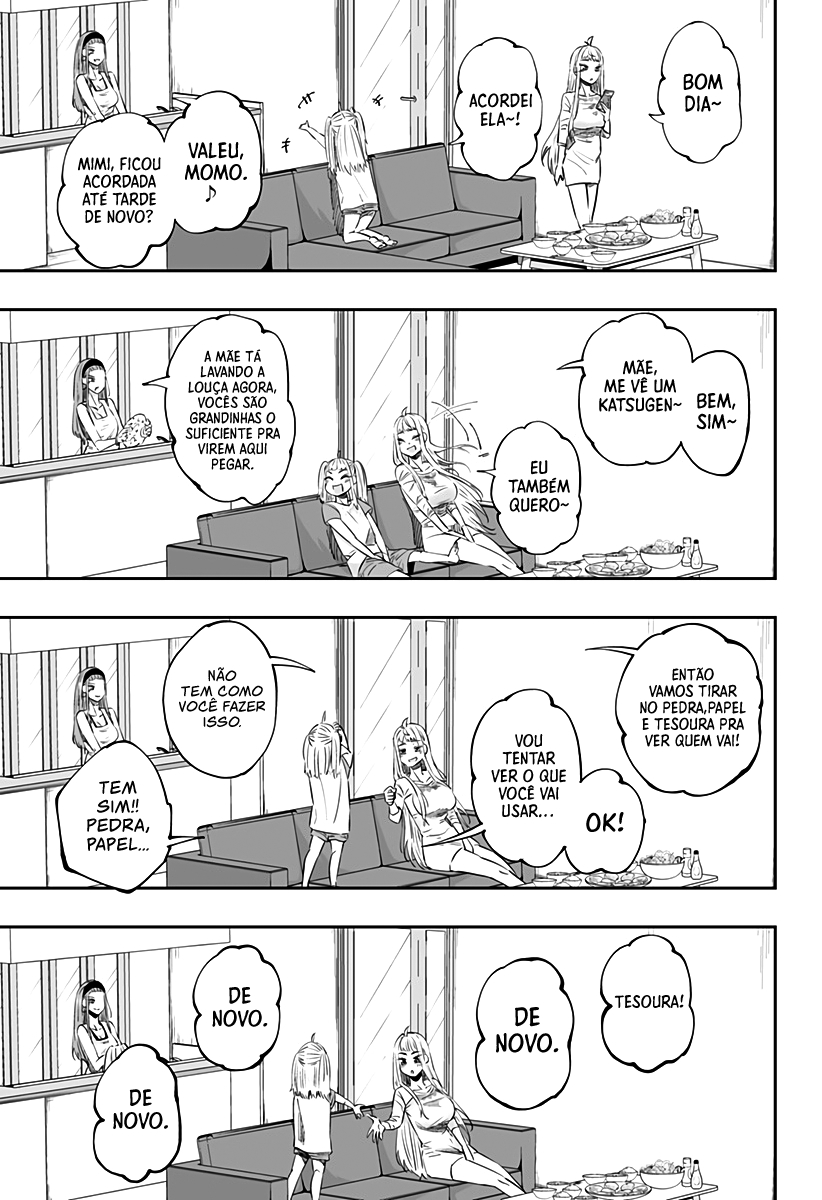 BOM
DIA~
ACORDEI
ELA~!
VALEU,
MOMO.
♪
MIMI, FICOU
ACORDADA
ATÉ TARDE
DE NOVO?
BEM,
SIM~
MÃE,
ME VÊ UM
KATSUGEN~
EU
TAMBÉM
QUERO~
A MÃE TÁ
LAVANDO A
LOUÇA AGORA,
VOCÊS SÃO
GRANDINHAS O
SUFICIENTE PRA
VIREM AQUI
PEGAR.
ENTÃO
VAMOS TIRAR
NO PEDRA,PAPEL
E TESOURA PRA
VER QUEM VAI!
OK!
VOU
TENTAR
VER O QUE
VOCÊ VAI
USAR...
NÃO
TEM COMO
VOCÊ FAZER
ISSO.
TEM
SIM!!
PEDRA,
PAPEL...
TESOURA!
DE
NOVO.
DE
NOVO.
DE
NOVO.